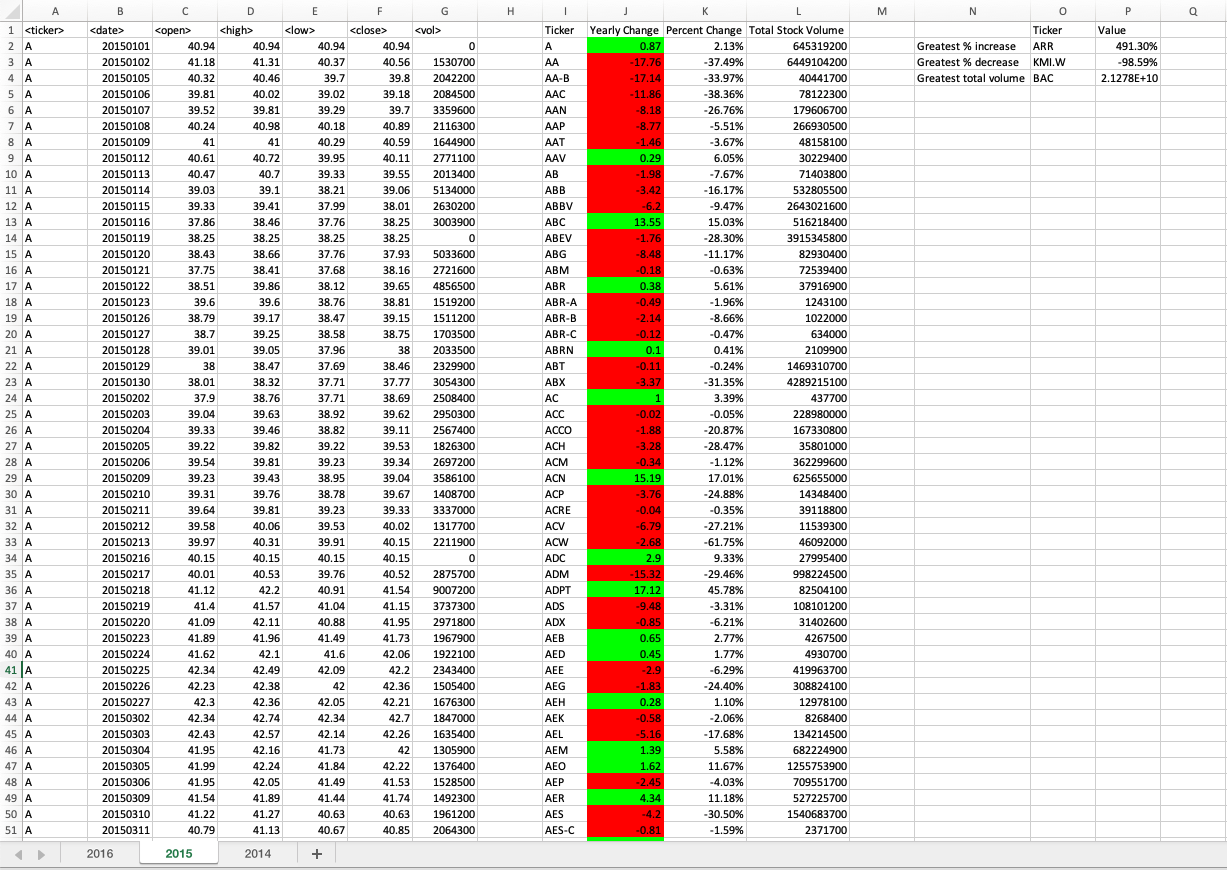 A B C D E F G H I J K L M N O P Q
1 <ticker> <date> <open> <high> <low> <close> <vol> Ticker Yearly Change Percent Change Total Stock Volume Ticker Value
2 A 20150101 40.94 40.94 40.94 40.94 0 A 0.87 2.13% 645319200 Greatest % increase ARR 491.30%
3 A 20150102 41.18 41.31 40.37 40.56 1530700 AA -17.76 -37.49% 6449104200 Greatest % decrease KMI.W -98.59%
4 A 20150105 40.32 40.46 39.7 39.8 2042200 AA-B -17.14 -33.97% 40441700 Greatest total volume BAC 2.1278E+10
5 A 20150106 39.81 40.02 39.02 39.18 2084500 AAC -11.86 -38.36% 78122300
6 A 20150107 39.52 39.81 39.29 39.7 3359600 AAN -8.18 -26.76% 179606700
7 A 20150108 40.24 40.98 40.18 40.89 2116300 AAP -8.77 -5.51% 266930500
8 A 20150109 41 41 40.29 40.59 1644900 AAT -1.46 -3.67% 48158100
9 A 20150112 40.61 40.72 39.95 40.11 2771100 AAV 0.29 6.05% 30229400
10 A 20150113 40.47 40.7 39.33 39.55 2013400 AB -1.98 -7.67% 71403800
11 A 20150114 39.03 39.1 38.21 39.06 5134000 ABB -3.42 -16.17% 532805500
12 A 20150115 39.33 39.41 37.99 38.01 2630200 ABBV -6.2 -9.47% 2643021600
13 A 20150116 37.86 38.46 37.76 38.25 3003900 ABC 13.55 15.03% 516218400
14 A 20150119 38.25 38.25 38.25 38.25 0 ABEV -1.76 -28.30% 3915345800
15 A 20150120 38.43 38.66 37.76 37.93 5033600 ABG -8.48 -11.17% 82930400
16 A 20150121 37.75 38.41 37.68 38.16 2721600 ABM -0.18 -0.63% 72539400
17 A 20150122 38.51 39.86 38.12 39.65 4856500 ABR 0.38 5.61% 37916900
18 A 20150123 39.6 39.6 38.76 38.81 1519200 ABR-A -0.49 -1.96% 1243100
19 A 20150126 38.79 39.17 38.47 39.15 1511200 ABR-B -2.14 -8.66% 1022000
20 A 20150127 38.7 39.25 38.58 38.75 1703500 ABR-C -0.12 -0.47% 634000
21 A 20150128 39.01 39.05 37.96 38 2033500 ABRN 0.1 0.41% 2109900
22 A 20150129 38 38.47 37.69 38.46 2329900 ABT -0.11 -0.24% 1469310700
23 A 20150130 38.01 38.32 37.71 37.77 3054300 ABX -3.37 -31.35% 4289215100
24 A 20150202 37.9 38.76 37.71 38.69 2508400 AC 1 3.39% 437700
25 A 20150203 39.04 39.63 38.92 39.62 2950300 ACC -0.02 -0.05% 228980000
26 A 20150204 39.33 39.46 38.82 39.11 2567400 ACCO -1.88 -20.87% 167330800
27 A 20150205 39.22 39.82 39.22 39.53 1826300 ACH -3.28 -28.47% 35801000
28 A 20150206 39.54 39.81 39.23 39.34 2697200 ACM -0.34 -1.12% 362299600
29 A 20150209 39.23 39.43 38.95 39.04 3586100 ACN 15.19 17.01% 625655000
30 A 20150210 39.31 39.76 38.78 39.67 1408700 ACP -3.76 -24.88% 14348400
31 A 20150211 39.64 39.81 39.23 39.33 3337000 ACRE -0.04 -0.35% 39118800
32 A 20150212 39.58 40.06 39.53 40.02 1317700 ACV -6.79 -27.21% 11539300
33 A 20150213 39.97 40.31 39.91 40.15 2211900 ACW -2.68 -61.75% 46092000
34 A 20150216 40.15 40.15 40.15 40.15 0 ADC 2.9 9.33% 27995400
35 A 20150217 40.01 40.53 39.76 40.52 2875700 ADM -15.32 -29.46% 998224500
36 A 20150218 41.12 42.2 40.91 41.54 9007200 ADPT 17.12 45.78% 82504100
37 A 20150219 41.4 41.57 41.04 41.15 3737300 ADS -9.48 -3.31% 108101200
38 A 20150220 41.09 42.11 40.88 41.95 2971800 ADX -0.85 -6.21% 31402600
39 A 20150223 41.89 41.96 41.49 41.73 1967900 AEB 0.65 2.77% 4267500
40 A 20150224 41.62 42.1 41.6 42.06 1922100 AED 0.45 1.77% 4930700
41 A 20150225 42.34 42.49 42.09 42.2 2343400 AEE -2.9 -6.29% 419963700
42 A 20150226 42.23 42.38 42 42.36 1505400 AEG -1.83 -24.40% 308824100
43 A 20150227 42.3 42.36 42.05 42.21 1676300 AEH 0.28 1.10% 12978100
44 A 20150302 42.34 42.74 42.34 42.7 1847000 AEK -0.58 -2.06% 8268400
45 A 20150303 42.43 42.57 42.14 42.26 1635400 AEL -5.16 -17.68% 134214500
46 A 20150304 41.95 42.16 41.73 42 1305900 AEM 1.39 5.58% 682224900
47 A 20150305 41.99 42.24 41.84 42.22 1376400 AEO 1.62 11.67% 1255753900
48 A 20150306 41.95 42.05 41.49 41.53 1528500 AEP -2.45 -4.03% 709551700
49 A 20150309 41.54 41.89 41.44 41.74 1492300 AER 4.34 11.18% 527225700
50 A 20150310 41.22 41.27 40.63 40.63 1961200 AES -4.2 -30.50% 1540683700
51 A 20150311 40.79 41.13 40.67 40.85 2064300 AES-C -0.81 -1.59% 2371700
2016 2015 2014 +